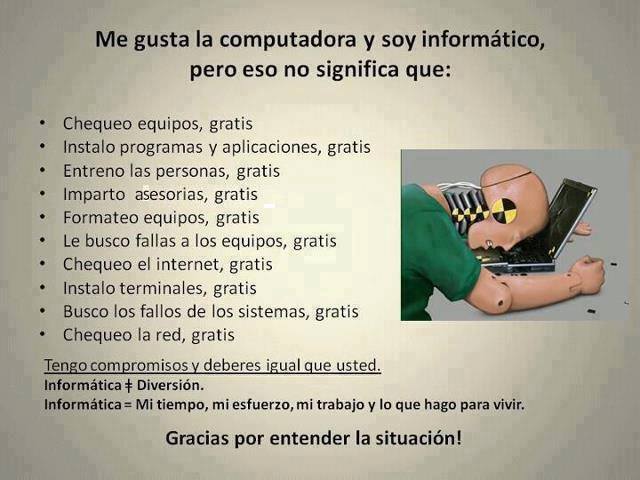 Me gusta la computadora y soy informático,
pero eso no significa que:
• Chequeo equipos, gratis
• Instalo programas y aplicaciones, gratis
• Entreno las personas, gratis
• Imparto asesorias, gratis
• Formateo equipos, gratis
• Le busco fallas a los equipos, gratis
• Chequeo el internet, gratis
• Instalo terminales, gratis
• Busco los fallos de los sistemas, gratis
• Chequeo la red, gratis
Tengo compromisos y deberes igual que usted.
Informática ǂ Diversión.
Informática = Mi tiempo, mi esfuerzo, mi trabajo y lo que hago para vivir.
Gracias por entender la situación!